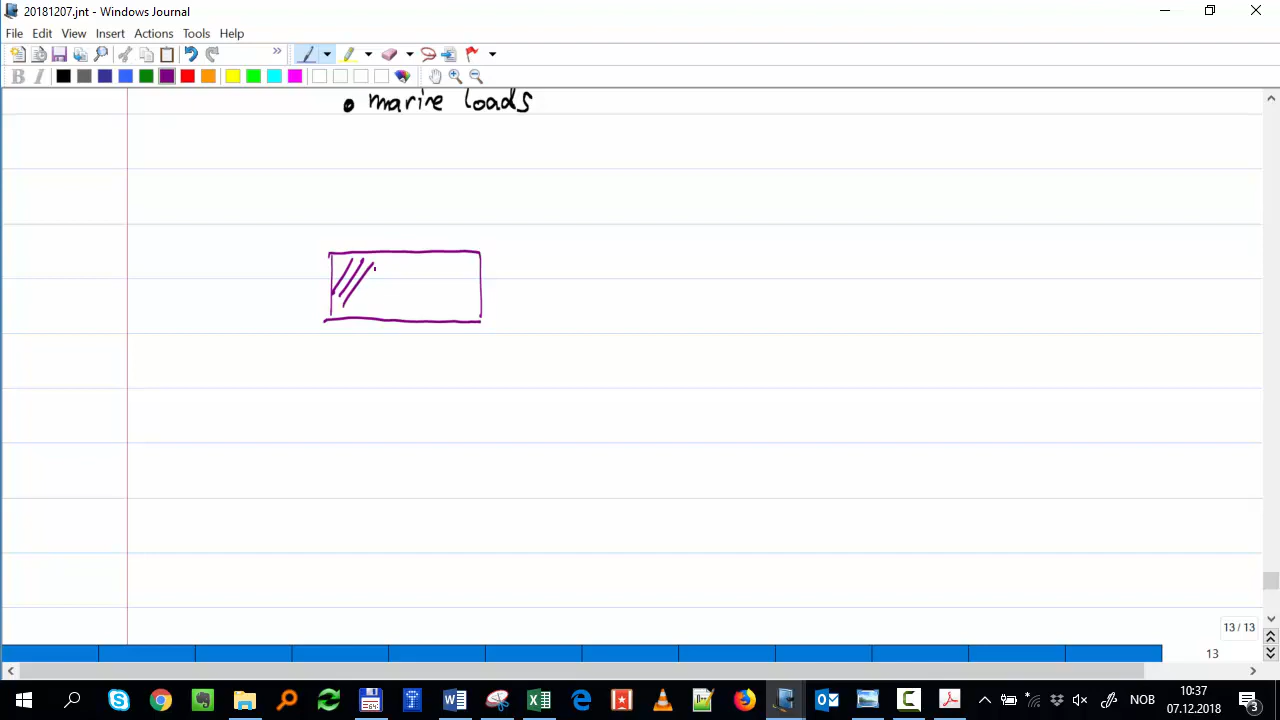 20181207.jnt - Windows Journal
File Edit View Insert Actions Tools Help
B I
• marine loads
13 / 13
13
NOB
10:37
07.12.2018
3